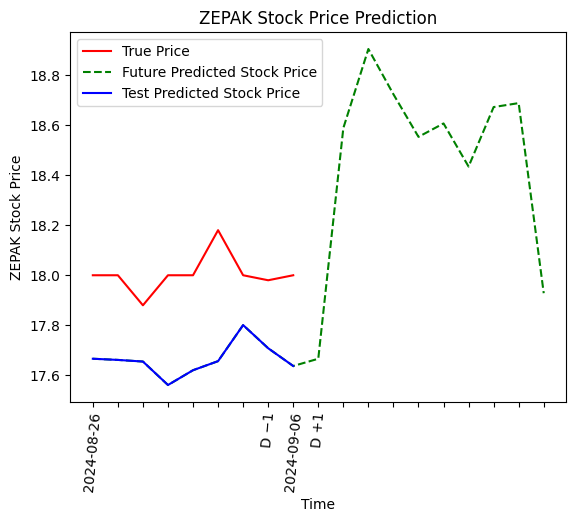 ZEPAK Stock Price Prediction
True Price
Future Predicted Stock Price
Test Predicted Stock Price
ZEPAK Stock Price
18.8
18.6
18.4
18.2
18.0
17.8
17.6
2024-08-26
D −1
2024-09-06
D +1
Time